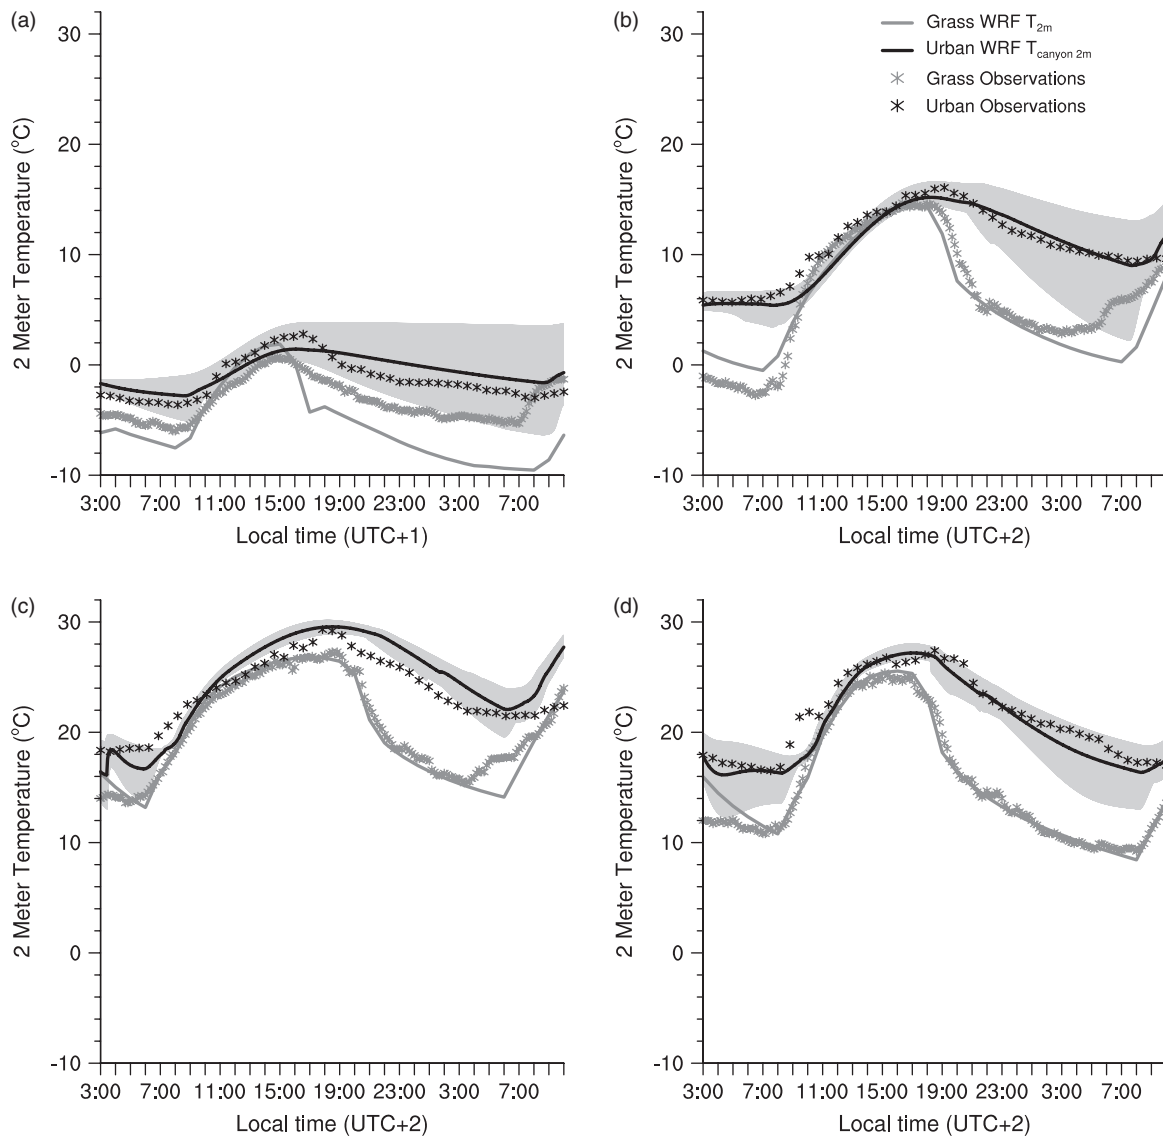 (a)
30
20
10
0
-10
2 Meter Temperature (°C)
3:00 7:00 11:00 15:00 19:00 23:00 3:00 7:00
Local time (UTC+1)
(b)
Grass WRF T2m
Urban WRF Tcanyon 2m
Grass Observations
Urban Observations
30
20
10
0
-10
2 Meter Temperature (°C)
3:00 7:00 11:00 15:00 19:00 23:00 3:00 7:00
Local time (UTC+2)
(c)
30
20
10
0
-10
2 Meter Temperature (°C)
3:00 7:00 11:00 15:00 19:00 23:00 3:00 7:00
Local time (UTC+2)
(d)
30
20
10
0
-10
2 Meter Temperature (°C)
3:00 7:00 11:00 15:00 19:00 23:00 3:00 7:00
Local time (UTC+2)